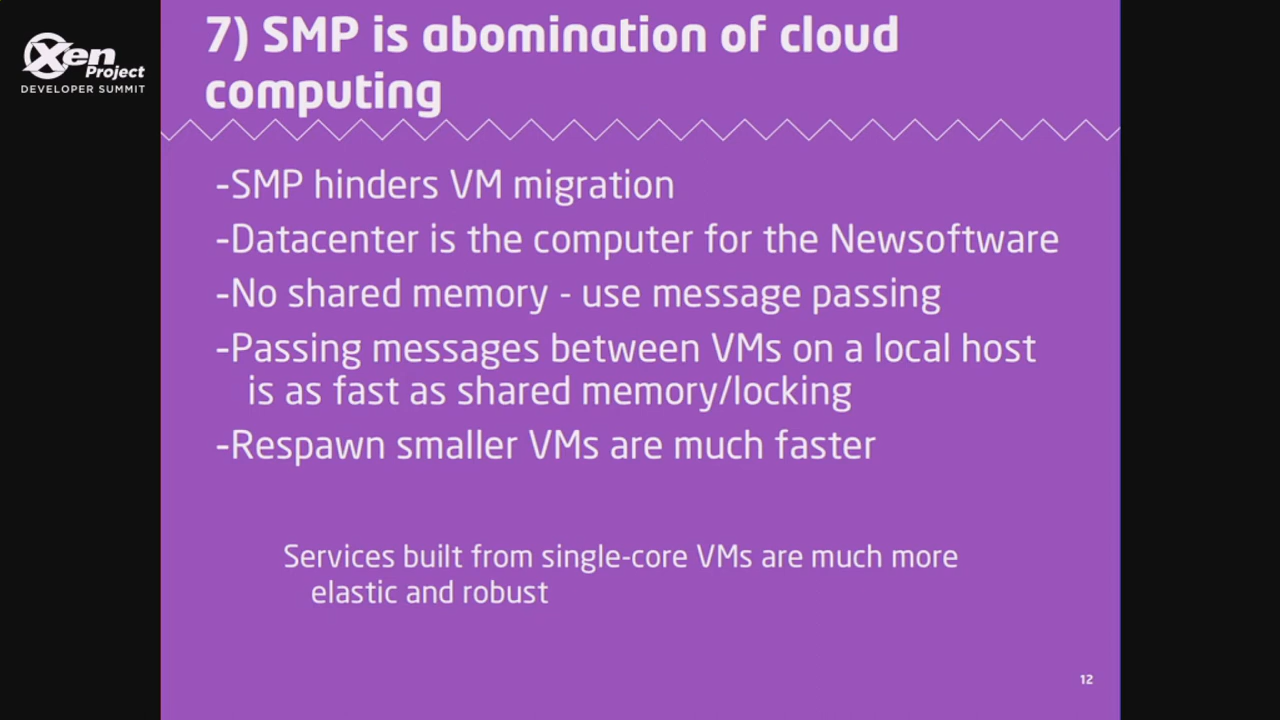 Xen
Project
DEVELOPER SUMMIT
7) SMP is abomination of cloud
computing
-SMP hinders VM migration
-Datacenter is the computer for the Newsoftware
-No shared memory - use message passing
-Passing messages between VMs on a local host
is as fast as shared memory/locking
-Respawn smaller VMs are much faster
Services built from single-core VMs are much more
elastic and robust
12